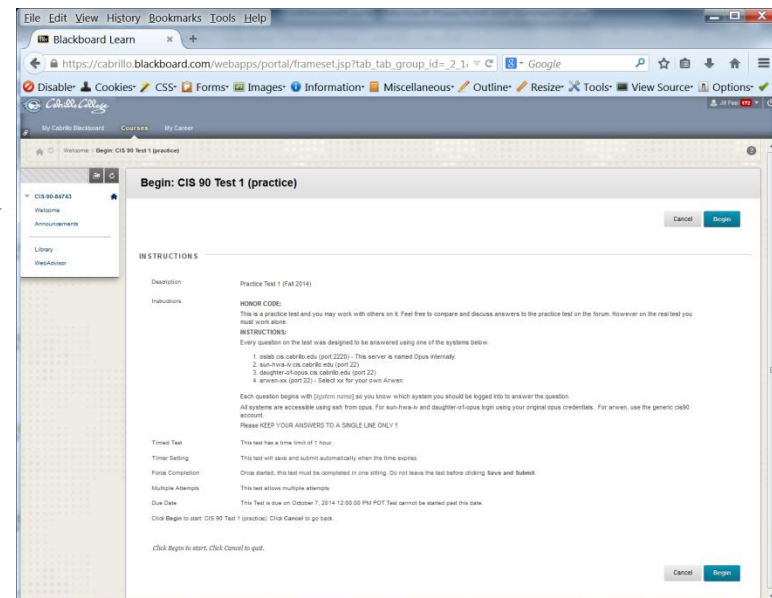 File Edit View History Bookmarks Tools Help
Blackboard Learn × +
https://cabrillo.blackboard.com/webapps/portal/frameset.jsp?tab_tab_group_id=_2_1
Google
Disable Cookies CSS Forms Images Information Miscellaneous Outline Resize Tools View Source Options
Cabrillo College
My Cabrillo Blackboard Courses My Career
Welcome Begin: CIS 90 Test 1 (practice)
CIS-90-84743
Welcome
Announcements
Library
WebAdvisor
Begin: CIS 90 Test 1 (practice)
Cancel Begin
INSTRUCTIONS
Description Practice Test 1 (Fall 2014)
Instructions HONOR CODE:
This is a practice test and you may work with others on it. Feel free to compare and discuss answers to the practice test on the forum. However on the real test you
must work alone.
INSTRUCTIONS:
Every question on the test was designed to be answered using one of the systems below.
1. oslab.cis.cabrillo.edu (port 2220) - This server is named Opus internally.
2. sun-hwa-iv.cis.cabrillo.edu (port 22)
3. daughter-of-opus.cis.cabrillo.edu (port 22)
4. arwen-xx (port 22) - Select xx for your own Arwen.
Each question begins with [system name] so you know which system you should be logged into to answer the question.
All systems are accessible using ssh from opus. For sun-hwa-iv and daughter-of-opus login using your original opus credentials. For arwen, use the generic cis90
account.
Please KEEP YOUR ANSWERS TO A SINGLE LINE ONLY !!
Timed Test This test has a time limit of 1 hour.
Timer Setting This test will save and submit automatically when the time expires.
Force Completion Once started, this test must be completed in one sitting. Do not leave the test before clicking Save and Submit.
Multiple Attempts This test allows multiple attempts.
Due Date This Test is due on October 7, 2014 12:00:00 PM PDT. Test cannot be started past this date.
Click Begin to start: CIS 90 Test 1 (practice). Click Cancel to go back.
Click Begin to start. Click Cancel to quit.
Cancel Begin